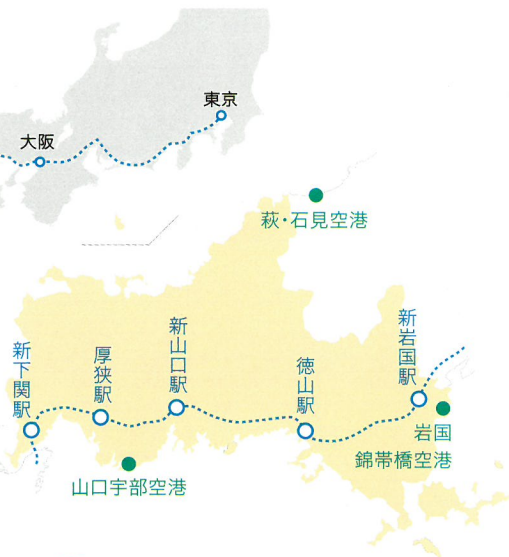 東京
大阪
萩・石見空港
新下関駅
厚狭駅
新山口駅
徳山駅
新岩国駅
岩国
錦帯橋空港
山口宇部空港